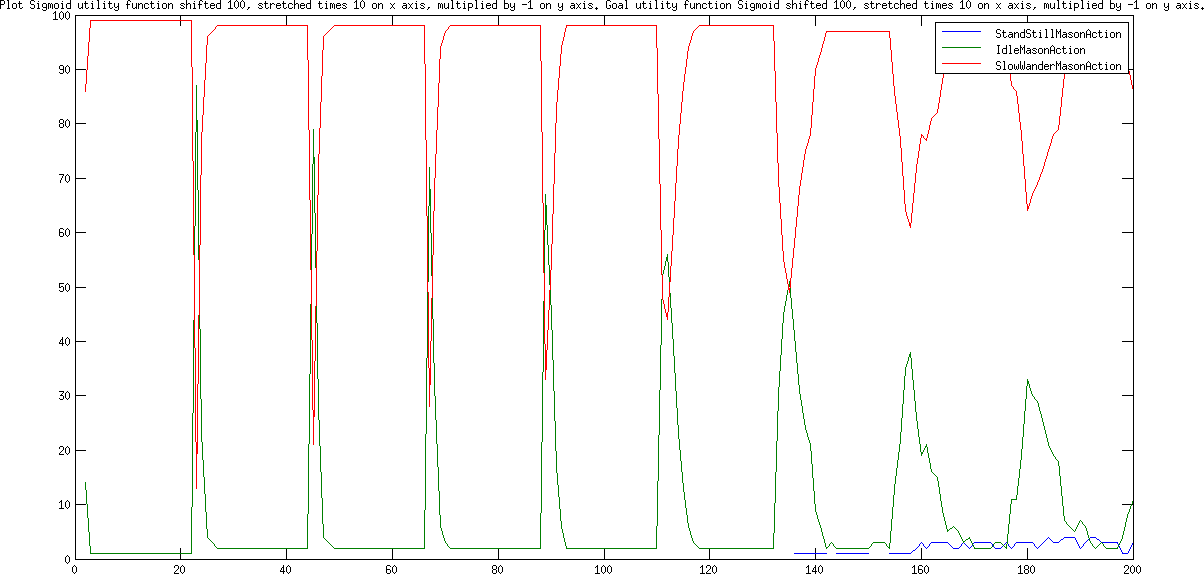 Plot Sigmoid utility function shifted 100, stretched times 10 on x axis, multiplied by -1 on y axis. Goal utility function Sigmoid shifted 100, stretched times 10 on x axis, multiplied by -1 on y axis.
100
StandStillMasonAction
IdleMasonAction
SlowWanderMasonAction
90
80
70
60
50
40
30
20
10
0
0 20 40 60 80 100 120 140 160 180 200